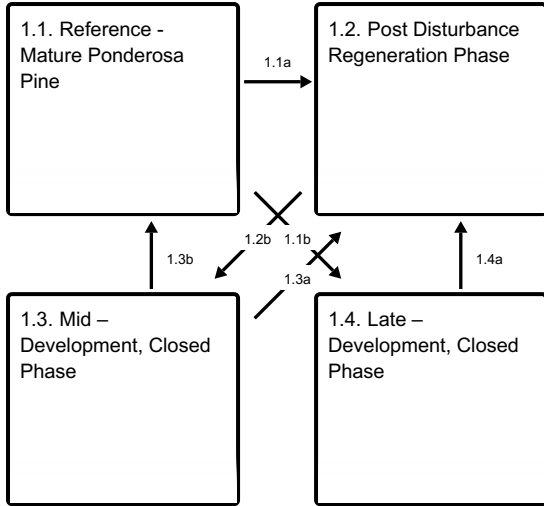 1.1. Reference -
Mature Ponderosa
Pine
1.2. Post Disturbance
Regeneration Phase
1.1a
1.2b
1.1b
1.3b
1.3a
1.4a
1.3. Mid –
Development, Closed
Phase
1.4. Late –
Development, Closed
Phase